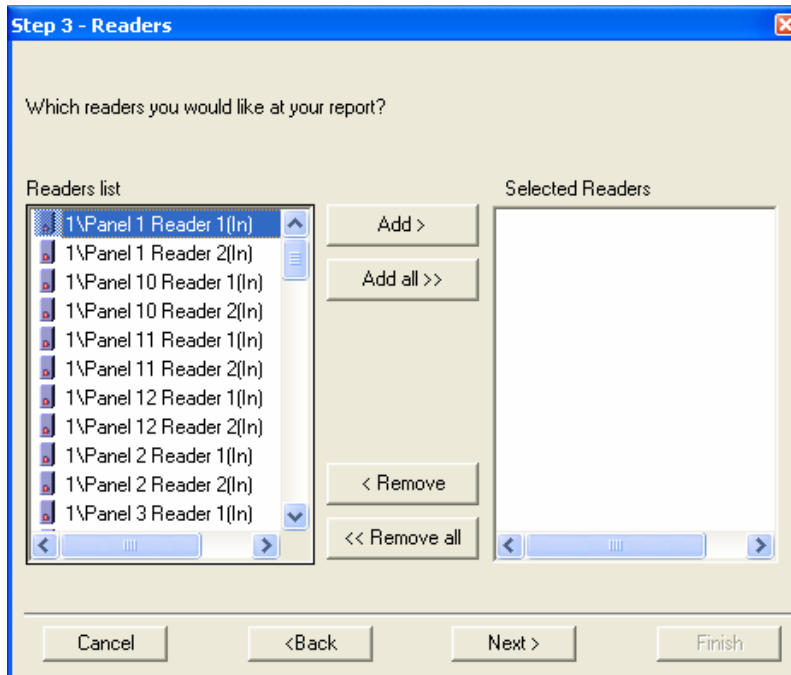 Step 3 - Readers
Which readers you would like at your report?
Readers list
1\Panel 1 Reader 1(In)
1\Panel 1 Reader 2(In)
1\Panel 10 Reader 1(In)
1\Panel 10 Reader 2(In)
1\Panel 11 Reader 1(In)
1\Panel 11 Reader 2(In)
1\Panel 12 Reader 1(In)
1\Panel 12 Reader 2(In)
1\Panel 2 Reader 1(In)
1\Panel 2 Reader 2(In)
1\Panel 3 Reader 1(In)
Add >
Add all >>
< Remove
<< Remove all
Selected Readers
Cancel
<Back
Next >
Finish